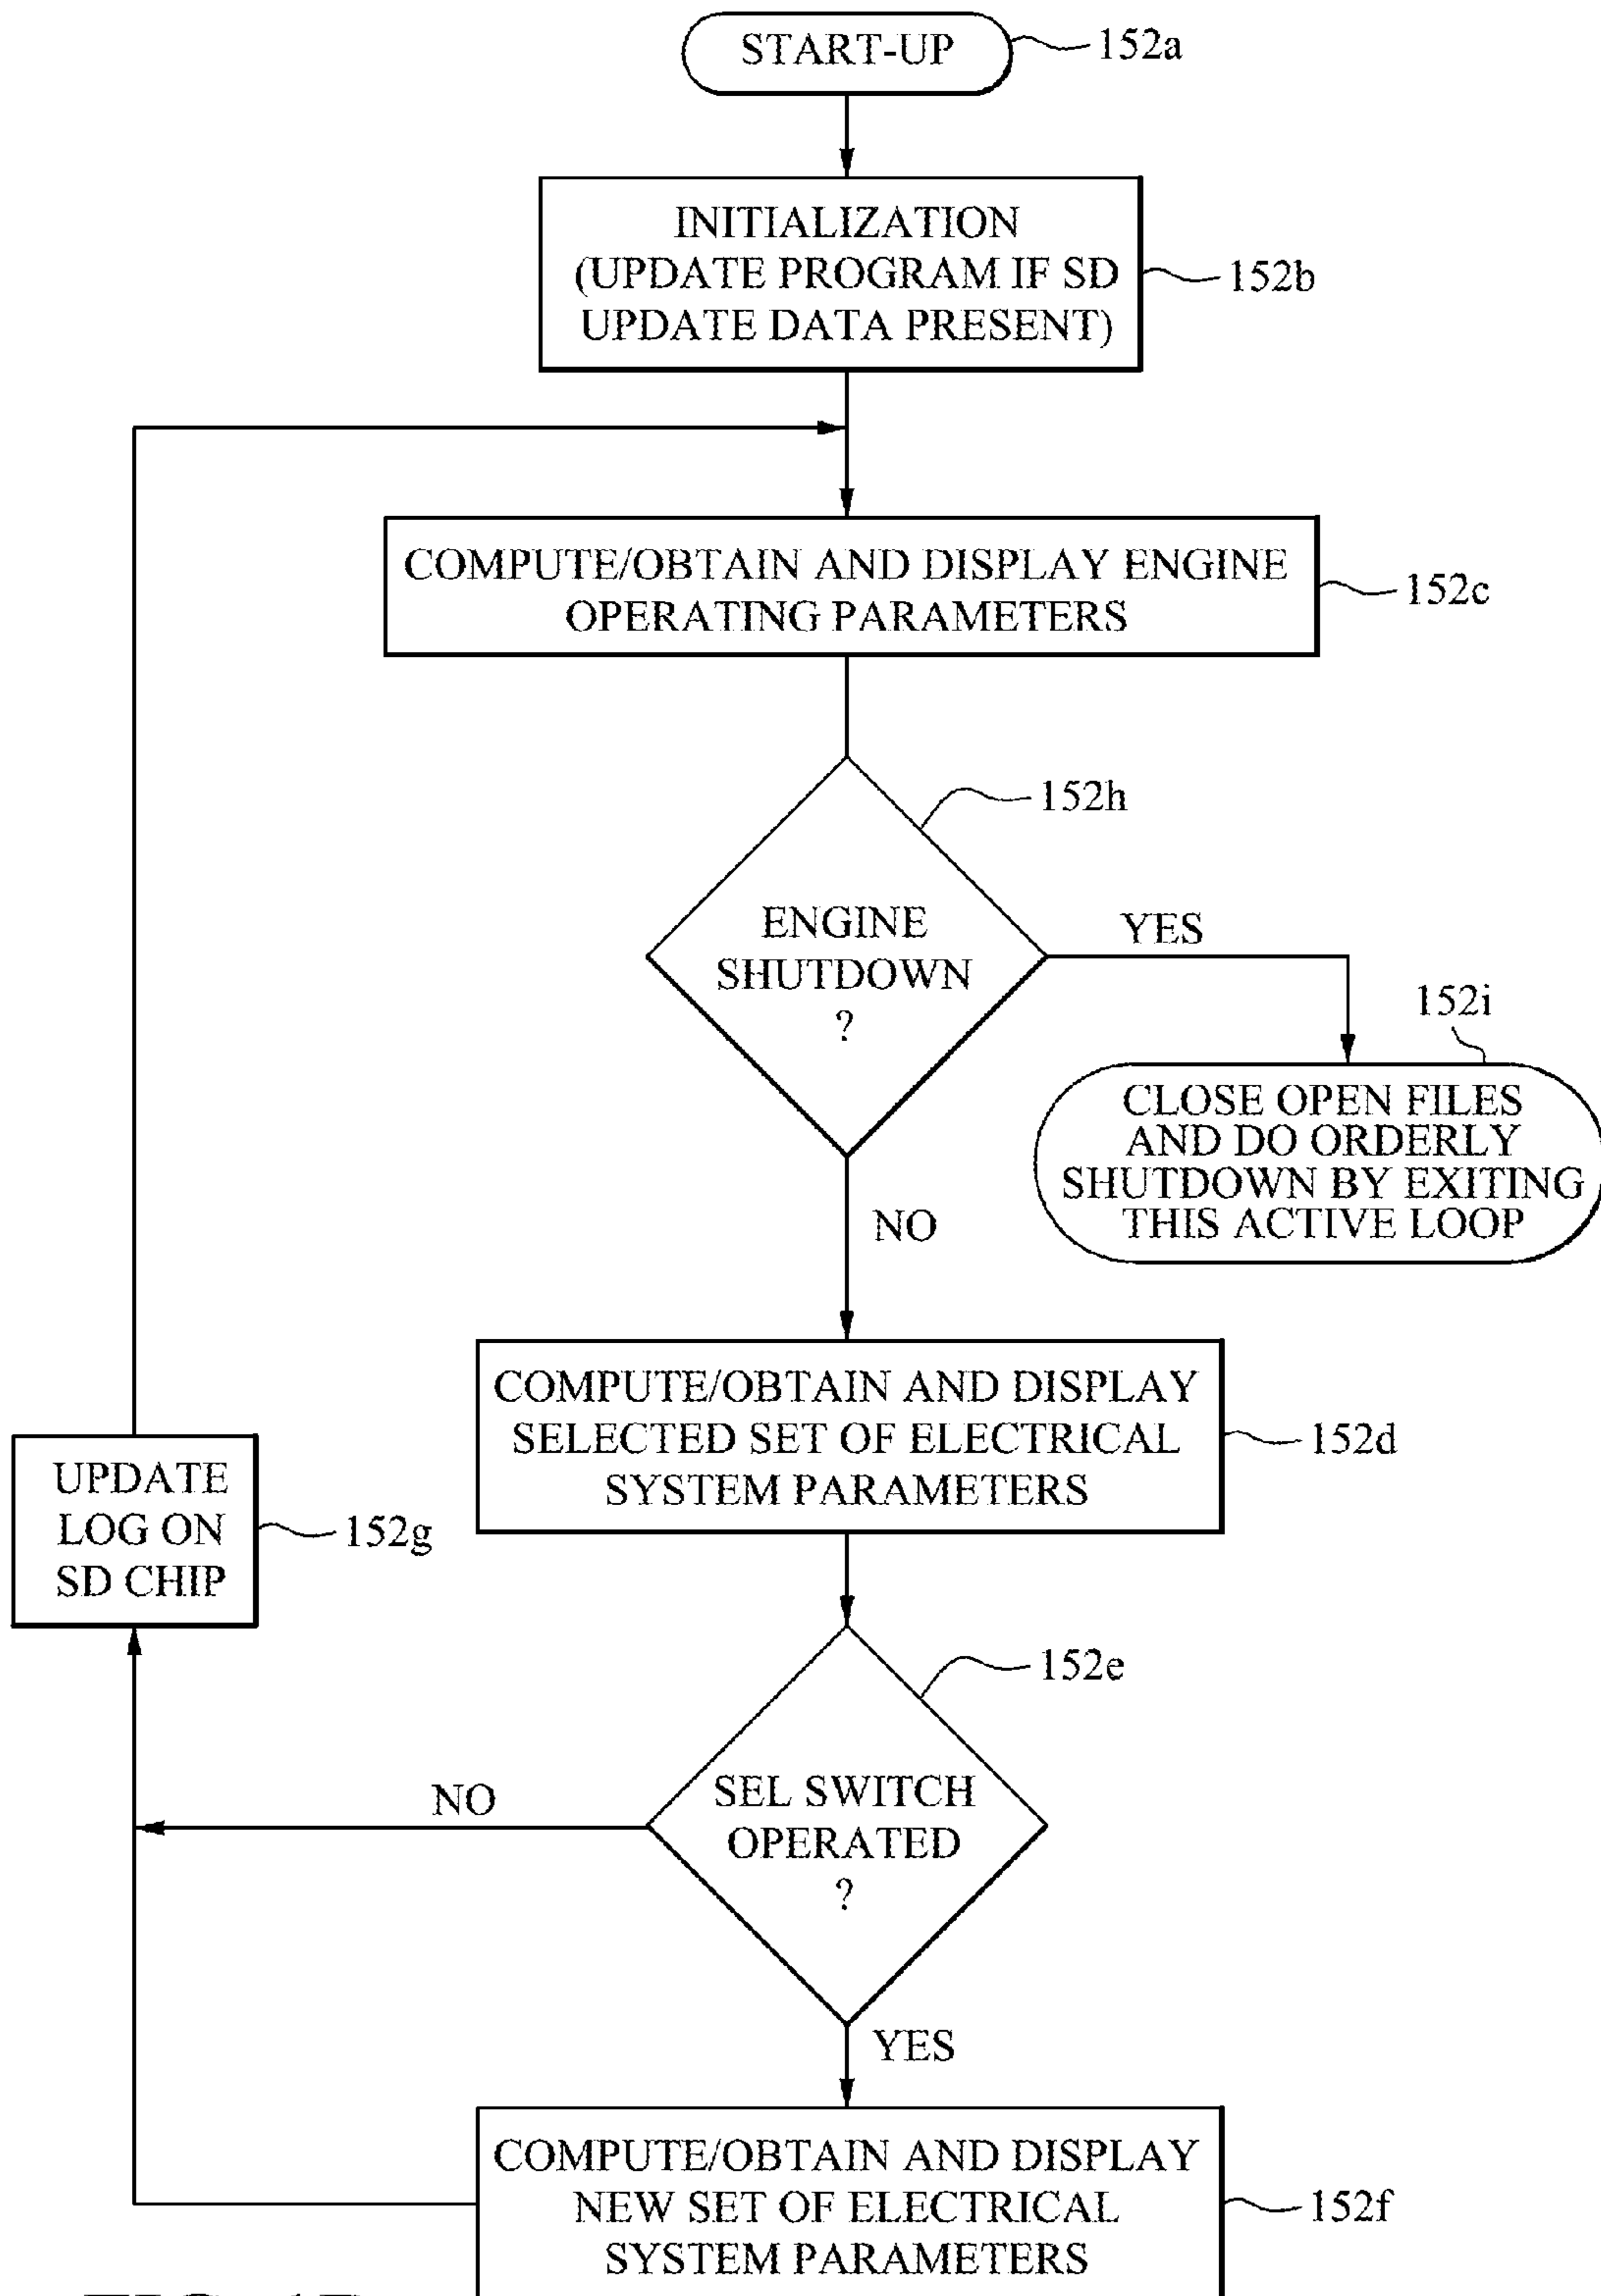 START-UP
152a
INITIALIZATION
(UPDATE PROGRAM IF SD
UPDATE DATA PRESENT)
152b
COMPUTE/OBTAIN AND DISPLAY ENGINE
OPERATING PARAMETERS
152c
152h
ENGINE
SHUTDOWN
?
YES
152i
CLOSE OPEN FILES
AND DO ORDERLY
SHUTDOWN BY EXITING
THIS ACTIVE LOOP
NO
COMPUTE/OBTAIN AND DISPLAY
SELECTED SET OF ELECTRICAL
SYSTEM PARAMETERS
152d
UPDATE
LOG ON
SD CHIP
152g
152e
SEL SWITCH
OPERATED
?
NO
YES
COMPUTE/OBTAIN AND DISPLAY
NEW SET OF ELECTRICAL
SYSTEM PARAMETERS
152f